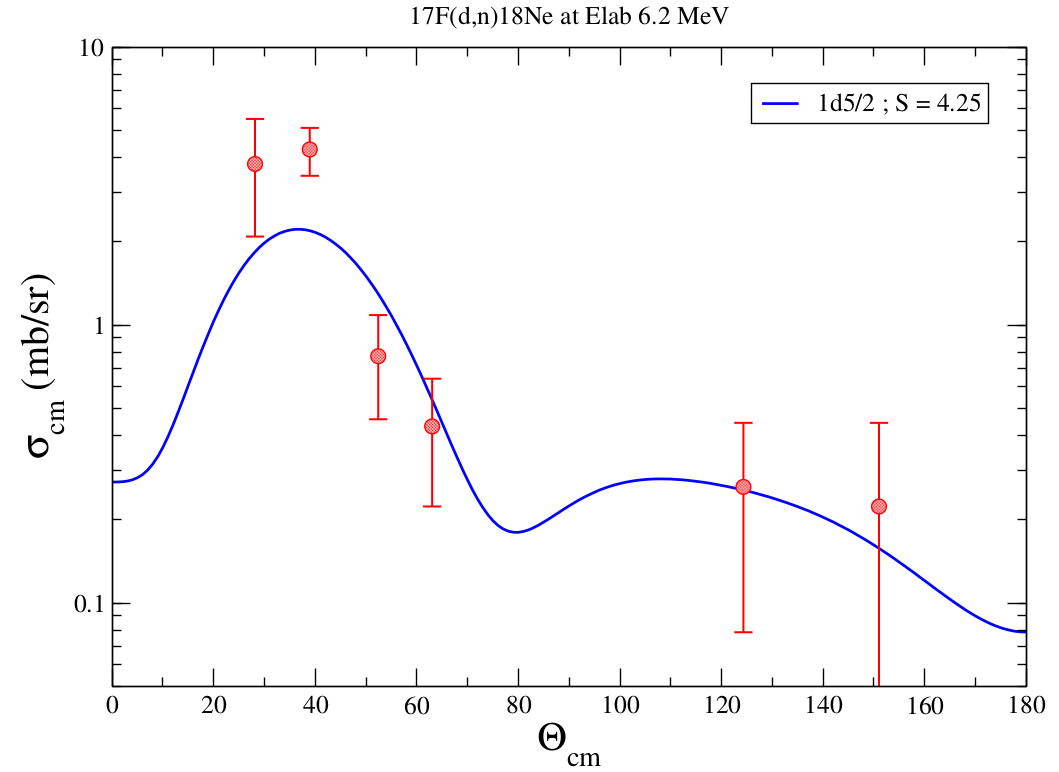 17F(d,n)18Ne at Elab 6.2 MeV
10
1d5/2 ; S = 4.25
1
σcm (mb/sr)
0.1
0 20 40 60 80 100 120 140 160 180
Θcm